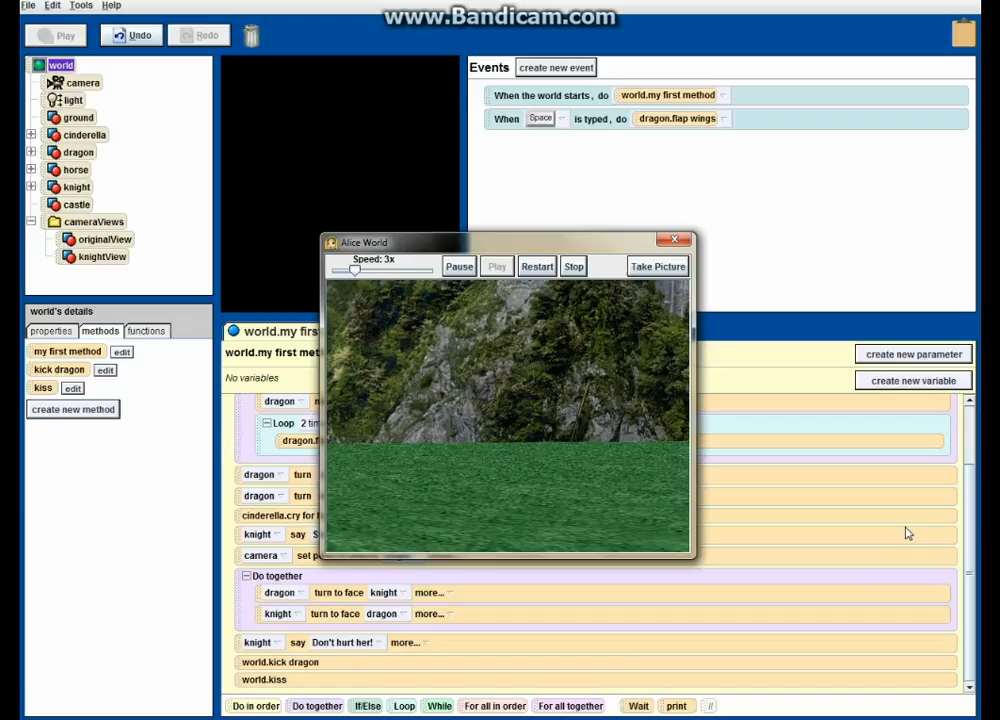 www.Bandicam.com
File Edit Tools Help
Play Undo Redo
world
camera
light
ground
cinderella
dragon
horse
knight
castle
cameraViews
originalView
knightView
Events create new event
When the world starts, do world.my first method
When Space is typed, do dragon.flap wings
Alice World
Speed: 3x
Pause Play Restart Stop Take Picture
world's details
properties methods functions
my first method edit
kick dragon edit
kiss edit
create new method
world.my firs
world.my first met
create new parameter
No variables
create new variable
dragon
Loop 2 tim
dragon.f
dragon turn
dragon turn
cinderella.cry for
knight say
camera set p
Do together
dragon turn to face knight more...
knight turn to face dragon more...
knight say Don't hurt her! more...
world.kick dragon
world.kiss
Do in order Do together If/Else Loop While For all in order For all together Wait print //